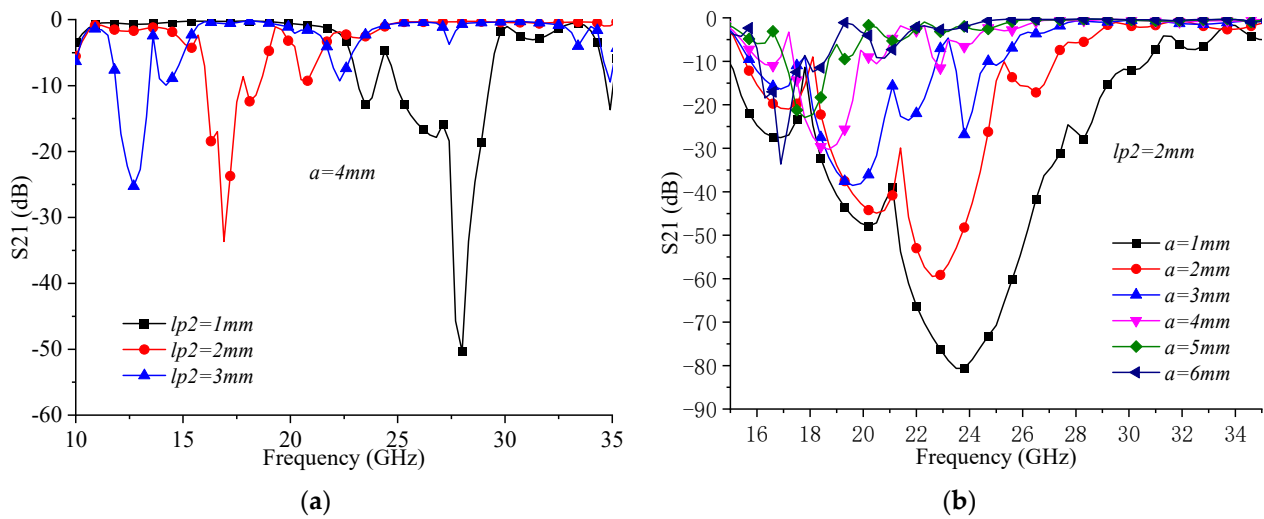 0
-10
-20
-30
-40
-50
-60
S21 (dB)
10
15
20
25
30
35
Frequency (GHz)
a=4mm
lp2=1mm
lp2=2mm
lp2=3mm
(a)
0
−10
−20
−30
−40
−50
−60
−70
−80
−90
S21 (dB)
16
18
20
22
24
26
28
30
32
34
Frequency (GHz)
lp2=2mm
a=1mm
a=2mm
a=3mm
a=4mm
a=5mm
a=6mm
(b)